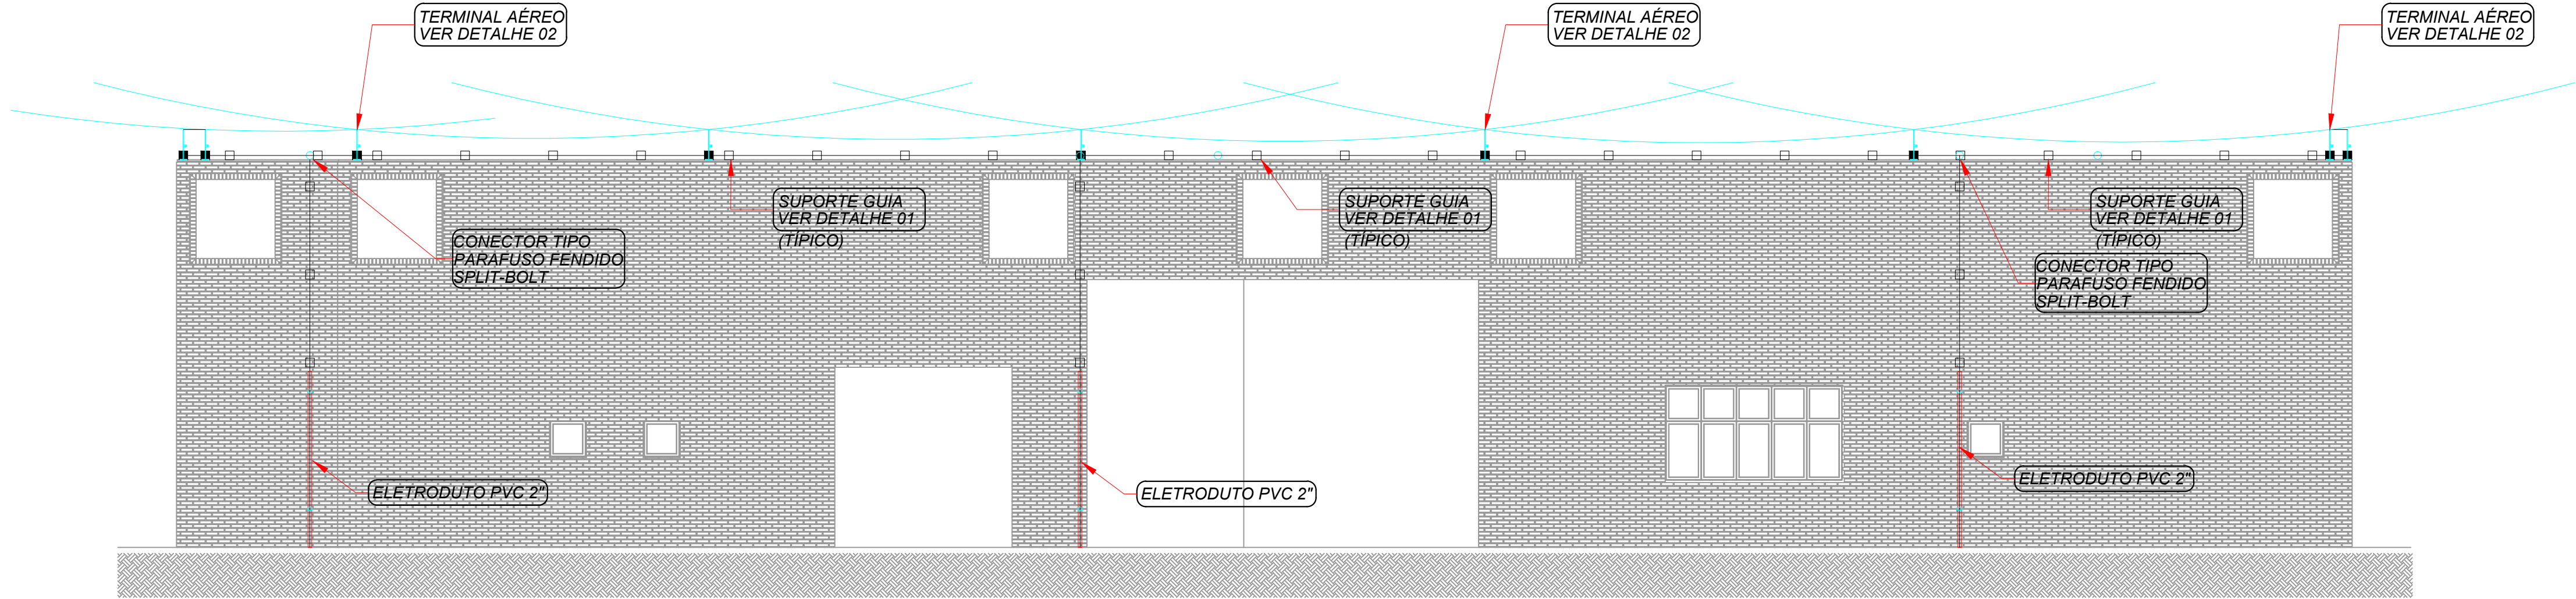 TERMINAL AÉREO
VER DETALHE 02
TERMINAL AÉREO
VER DETALHE 02
TERMINAL AÉREO
VER DETALHE 02
SUPORTE GUIA
VER DETALHE 01
(TÍPICO)
SUPORTE GUIA
VER DETALHE 01
(TÍPICO)
SUPORTE GUIA
VER DETALHE 01
(TÍPICO)
CONECTOR TIPO
PARAFUSO FENDIDO
SPLIT-BOLT
CONECTOR TIPO
PARAFUSO FENDIDO
SPLIT-BOLT
ELETRODUTO PVC 2"
ELETRODUTO PVC 2"
ELETRODUTO PVC 2"